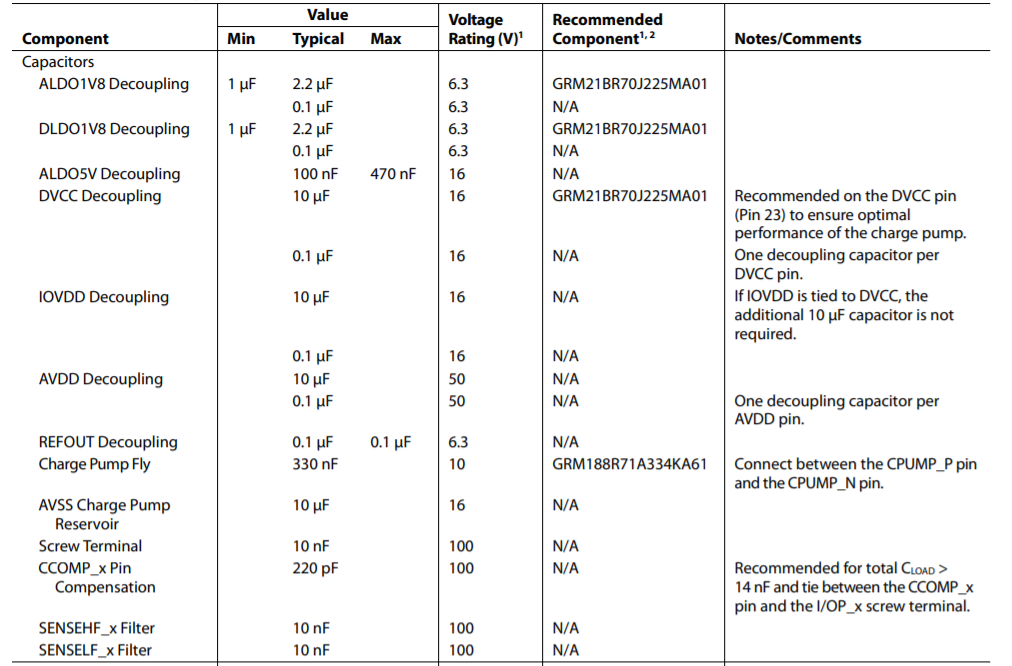 Value
Component Min Typical Max Voltage Rating (V)¹ Recommended Component¹,² Notes/Comments
Capacitors
ALDO1V8 Decoupling 1 µF 2.2 µF 6.3 GRM21BR70J225MA01
0.1 µF 6.3 N/A
DLDO1V8 Decoupling 1 µF 2.2 µF 6.3 GRM21BR70J225MA01
0.1 µF 6.3 N/A
ALDO5V Decoupling 100 nF 470 nF 16 N/A
DVCC Decoupling 10 µF 16 GRM21BR70J225MA01 Recommended on the DVCC pin
(Pin 23) to ensure optimal
performance of the charge pump.
0.1 µF 16 N/A One decoupling capacitor per
DVCC pin.
IOVDD Decoupling 10 µF 16 N/A If IOVDD is tied to DVCC, the
additional 10 µF capacitor is not
required.
0.1 µF 16 N/A
AVDD Decoupling 10 µF 50 N/A
0.1 µF 50 N/A One decoupling capacitor per
AVDD pin.
REFOUT Decoupling 0.1 µF 0.1 µF 6.3 N/A
Charge Pump Fly 330 nF 10 GRM188R71A334KA61 Connect between the CPUMP_P pin
and the CPUMP_N pin.
AVSS Charge Pump 10 µF 16 N/A
Reservoir
Screw Terminal 10 nF 100 N/A
CCOMP_x Pin 220 pF 100 N/A Recommended for total CLOAD >
Compensation 14 nF and tie between the CCOMP_x
pin and the I/OP_x screw terminal.
SENSEHF_x Filter 10 nF 100 N/A
SENSELF_x Filter 10 nF 100 N/A